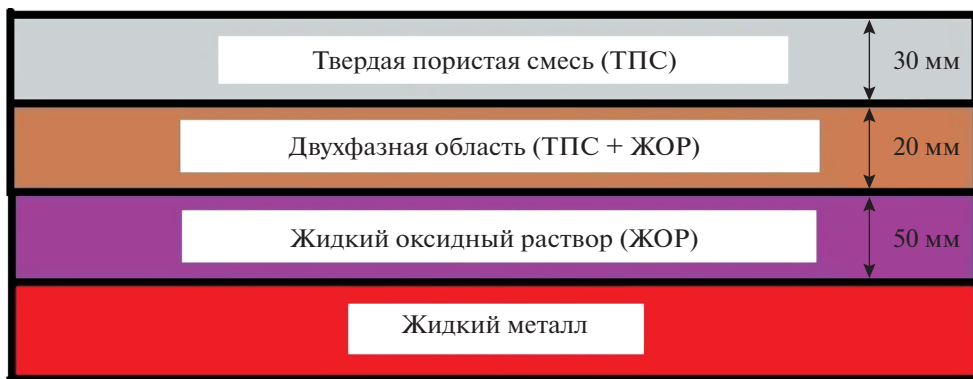 Твердая пористая смесь (ТПС)
30 мм
Двухфазная область (ТПС + ЖОР)
20 мм
Жидкий оксидный раствор (ЖОР)
50 мм
Жидкий металл